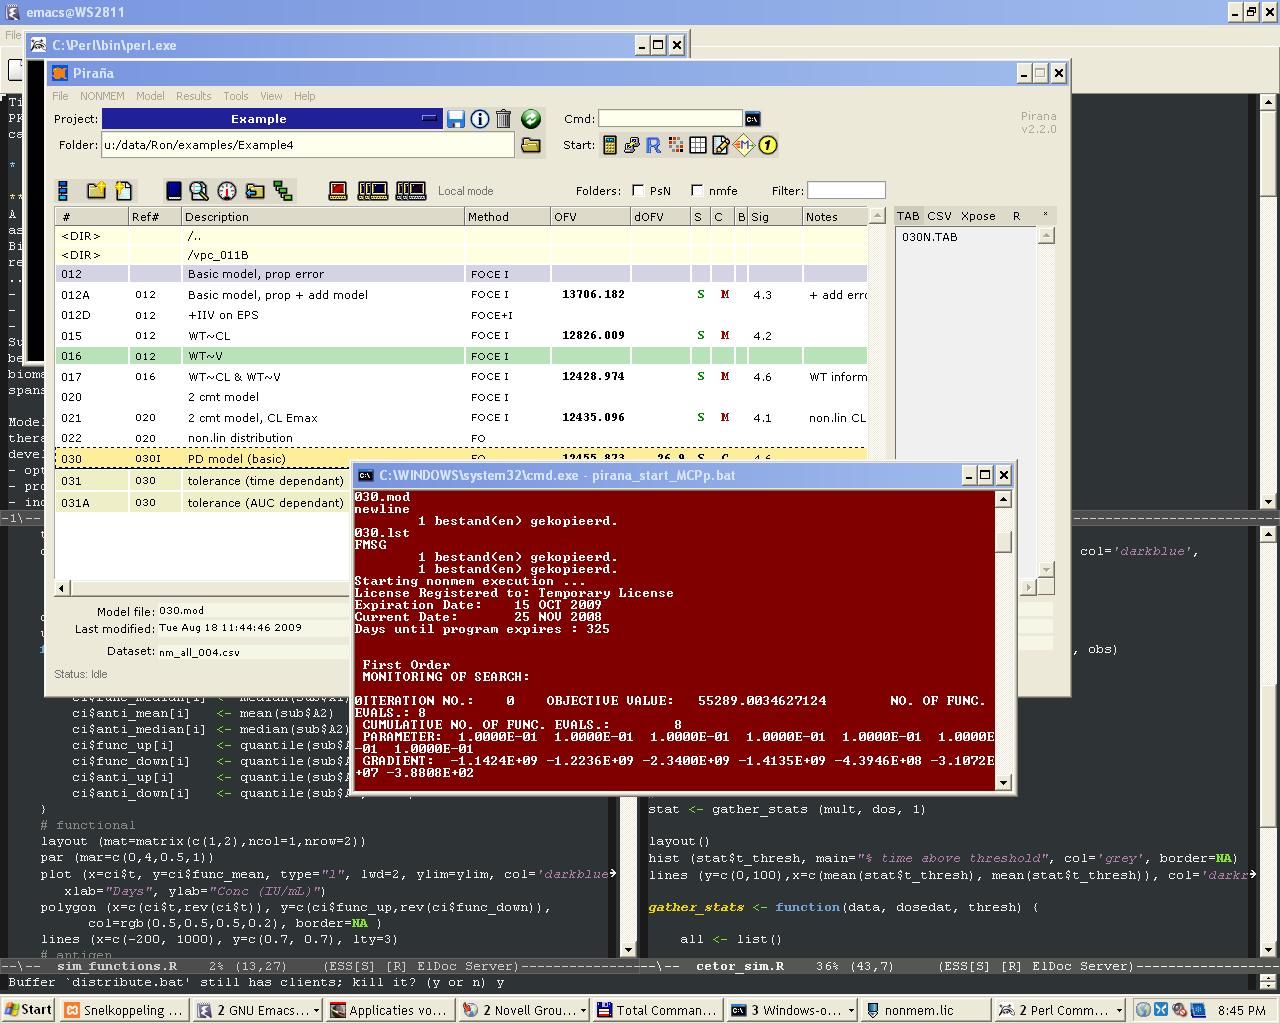 emacs@WS2811
File
C:\Perl\bin\perl.exe
Piraña
File NONMEM Model Results Tools View Help
Project: Example Cmd:
Pirana
v2.2.0
Folder: u:/data/Ron/examples/Example4 Start:
Local mode Folders: PsN nmfe Filter:
# Ref# Description Method OFV dOFV S C B Sig Notes
TAB CSV Xpose R *
<DIR> /..
030N.TAB
<DIR> /vpc_011B
012 Basic model, prop error FOCE I
012A 012 Basic model, prop + add model FOCE I 13706.182 S M 4.3 + add erro
012D 012 +IIV on EPS FOCE+I
015 012 WT~CL FOCE I 12826.009 S M 4.2
016 012 WT~V FOCE I
017 016 WT~CL & WT~V FOCE I 12428.974 S M 4.6 WT inform
020 2 cmt model FOCE I
021 020 2 cmt model, CL Emax FOCE I 12435.096 S M 4.1 non.lin CL
022 020 non.lin distribution FO
030 030I PD model (basic) FO 12455.873 26.9 S C 4.6
031 030 tolerance (time dependant)
031A 030 tolerance (AUC dependant)
Model file: 030.mod
Last modified: Tue Aug 18 11:44:46 2009
Dataset: nm_all_004.csv
Status: Idle
C:\WINDOWS\system32\cmd.exe - pirana_start_MCPp.bat
030.mod
newline
1 bestand(en) gekopieerd.
030.lst
FMSG
1 bestand(en) gekopieerd.
1 bestand(en) gekopieerd.
Starting nonmem execution ...
License Registered to: Temporary License
Expiration Date: 15 OCT 2009
Current Date: 25 NOV 2008
Days until program expires : 325
First Order
MONITORING OF SEARCH:
0ITERATION NO.: 0 OBJECTIVE VALUE: 55289.0034627124 NO. OF FUNC.
EVALS.: 8
CUMULATIVE NO. OF FUNC. EVALS.: 8
PARAMETER: 1.0000E-01 1.0000E-01 1.0000E-01 1.0000E-01 1.0000E-01 1.0000E
-01 1.0000E-01
GRADIENT: -1.1424E+09 -1.2236E+09 -2.3400E+09 -1.4135E+09 -4.3946E+08 -3.1072E
+07 -3.8808E+02
col='darkblue',
, obs)
ci$anti_mean[i] <- mean(sub$A2)
ci$anti_median[i] <- median(sub$A2)
ci$func_up[i] <- quantile(sub$
ci$func_down[i] <- quantile(sub$
ci$anti_up[i] <- quantile(sub$
ci$anti_down[i] <- quantile(sub$
}
# functional
layout (mat=matrix(c(1,2),ncol=1,nrow=2))
par (mar=c(0,4,0.5,1))
plot (x=ci$t, y=ci$func_mean, type="l", lwd=2, ylim=ylim, col='darkblue
xlab="Days", ylab="Conc (IU/mL)")
polygon (x=c(ci$t,rev(ci$t)), y=c(ci$func_up,rev(ci$func_down)),
col=rgb(0.5,0.5,0.5,0.2), border=NA )
lines (x=c(-200, 1000), y=c(0.7, 0.7), lty=3)
# antigen
stat <- gather_stats (mult, dos, 1)
layout()
hist (stat$t_thresh, main="% time above threshold", col='grey', border=NA)
lines (y=c(0,100),x=c(mean(stat$t_thresh), mean(stat$t_thresh)), col='darkr
gather_stats <- function(data, dosedat, thresh) {
all <- list()
--\-- sim_functions.R 2% (13,27) (ESS[S] [R] ElDoc Server)
--\-- cetor_sim.R 36% (43,7) (ESS[S] [R] ElDoc Server)
Buffer `distribute.bat' still has clients; kill it? (y or n) y
Start Snelkoppeling ... 2 GNU Emacs... Applicaties vo... 2 Novell Grou... Total Comman... 3 Windows-o... nonmem.lic 2 Perl Comm... 8:45 PM